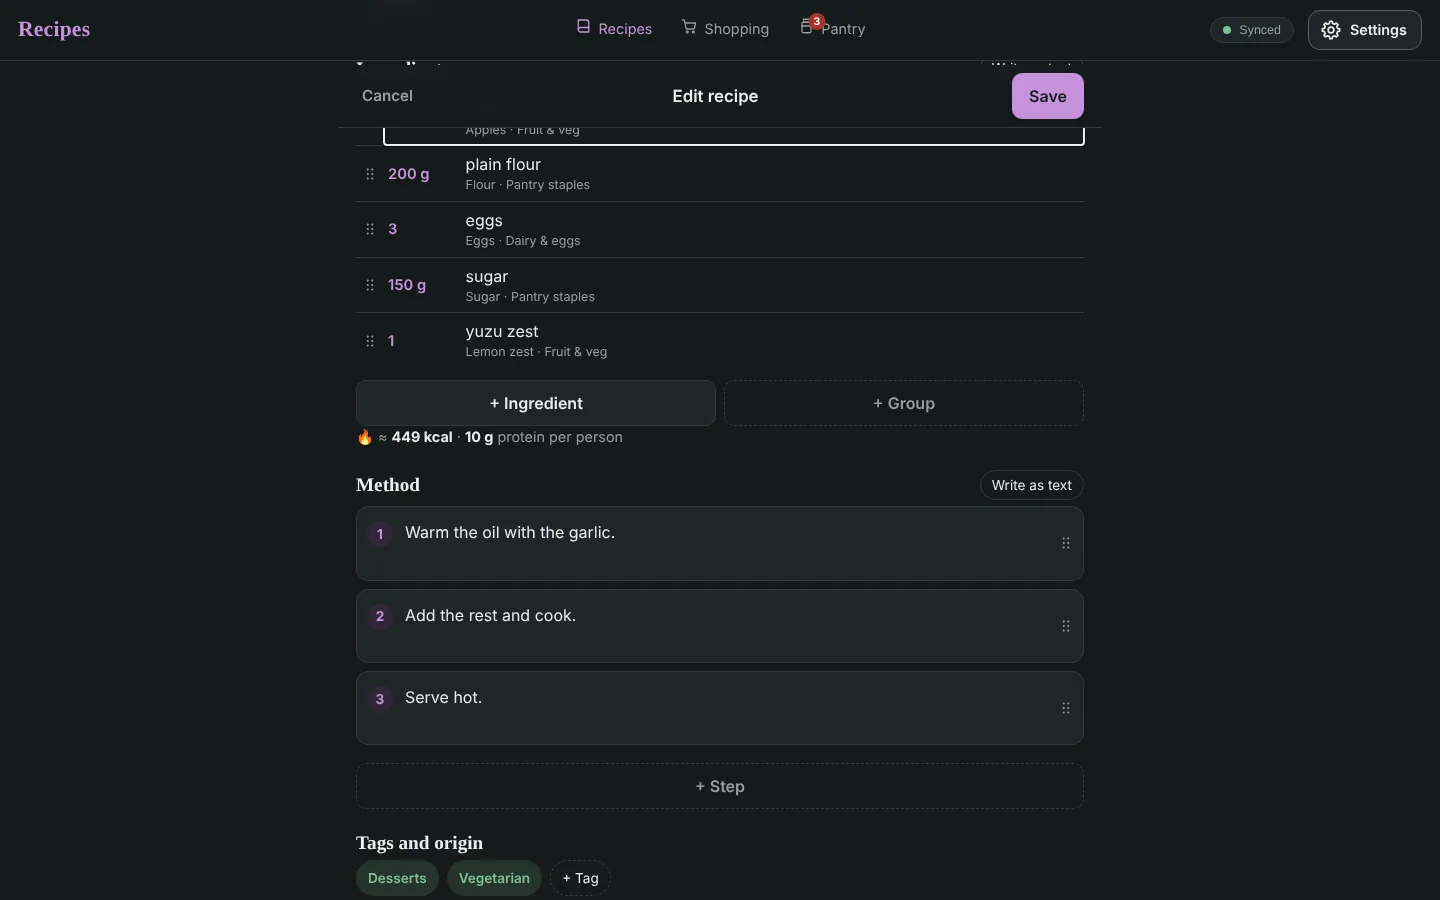 Recipes
Recipes
Shopping
3
Pantry
Synced
Settings
Cancel
Edit recipe
Save
Apples · Fruit & veg
200 g
plain flour
Flour · Pantry staples
3
eggs
Eggs · Dairy & eggs
150 g
sugar
Sugar · Pantry staples
1
yuzu zest
Lemon zest · Fruit & veg
+ Ingredient
+ Group
≈ 449 kcal · 10 g protein per person
Method
Write as text
1
Warm the oil with the garlic.
2
Add the rest and cook.
3
Serve hot.
+ Step
Tags and origin
Desserts
Vegetarian
+ Tag